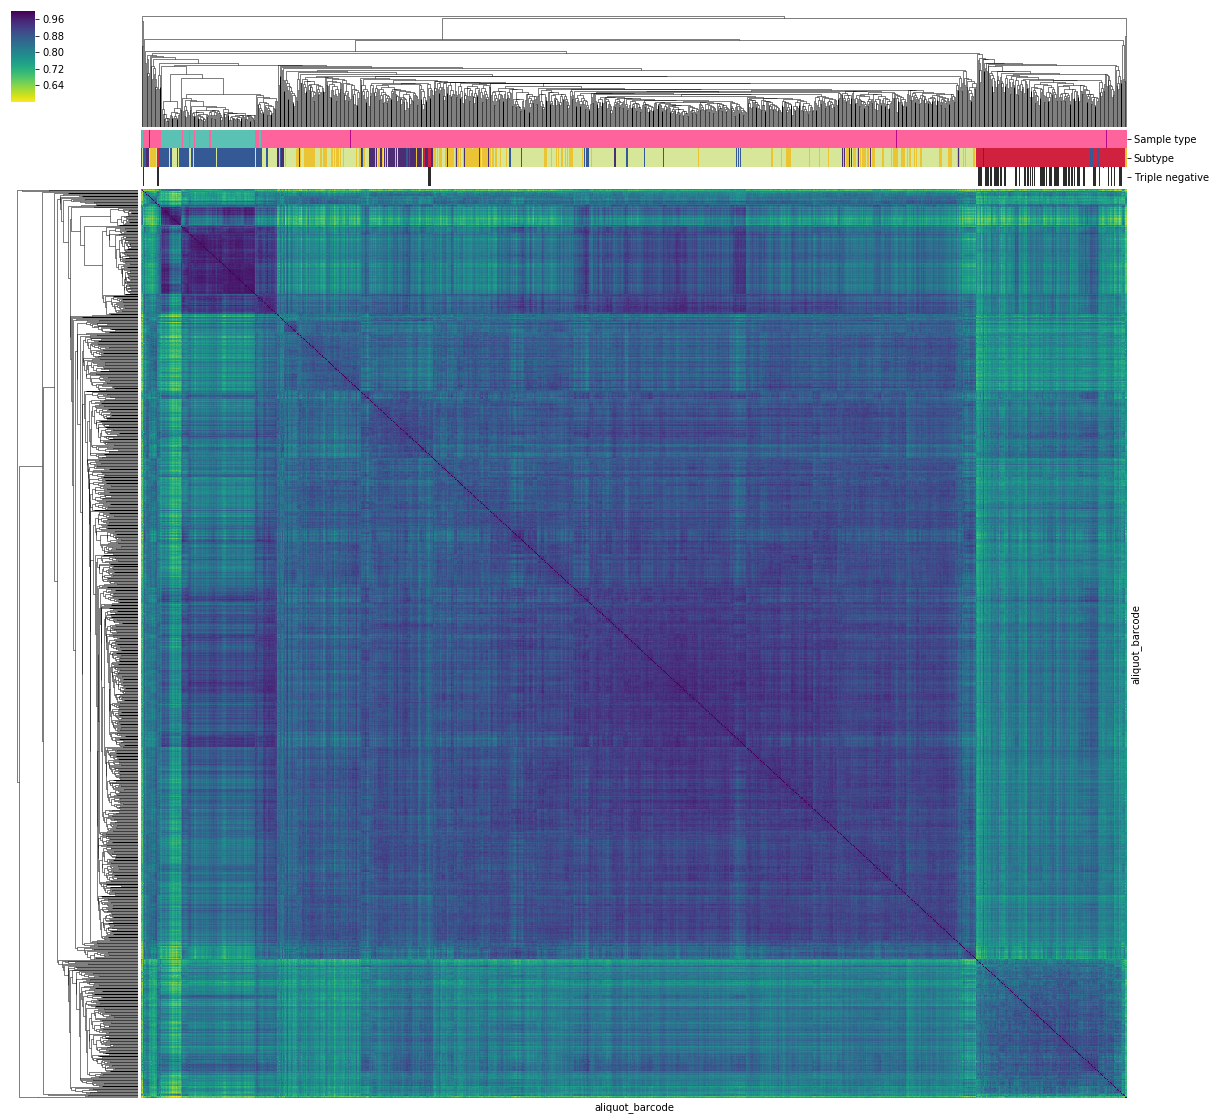 0.96
0.88
0.80
0.72
0.64
Sample type
Subtype
Triple negative
aliquot_barcode
aliquot_barcode